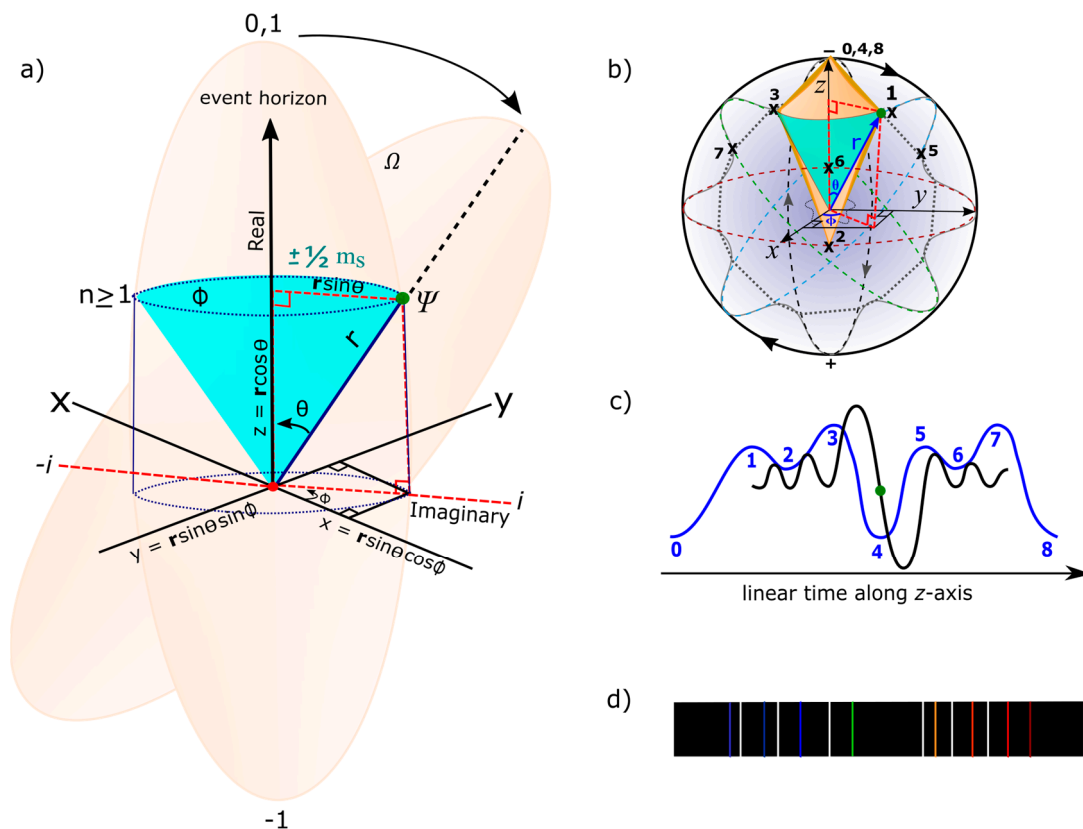 a)
0,1
event horizon
Ω
Real
± ½ mₛ
n≥1
Φ
rsinθ
Ψ
r
z = rcosθ
θ
x
y
-i
i
Φ
Imaginary
y = rsinθsinϕ
x = rsinθcosϕ
-1
b)
– 0,4,8
z
3
1
x
x
r
7
x
x
5
x
6
θ
y
ϕ
x
x
2
+
c)
1
2
3
4
5
6
7
0
8
linear time along z-axis
d)